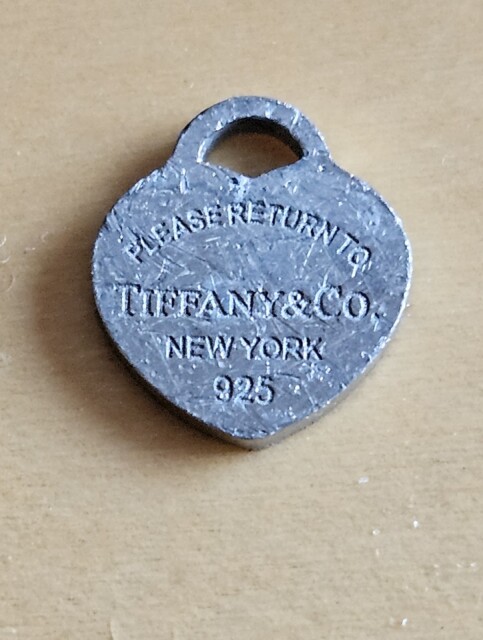 PLEASE RETURN TO
TIFFANY & CO.
NEW YORK
925